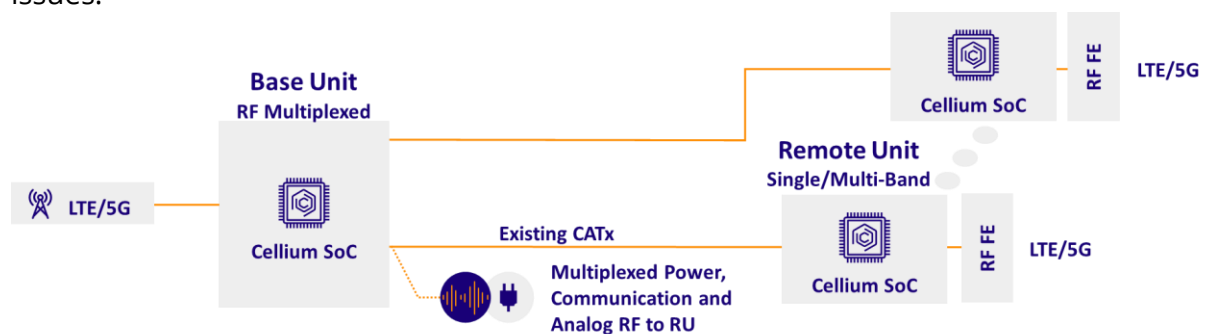 issues.
Base Unit
RF Multiplexed
Cellium SoC
RF FE
LTE/5G
Remote Unit
Single/Multi-Band
LTE/5G
Cellium SoC
Existing CATx
Cellium SoC
RF FE
LTE/5G
Multiplexed Power,
Communication and
Analog RF to RU